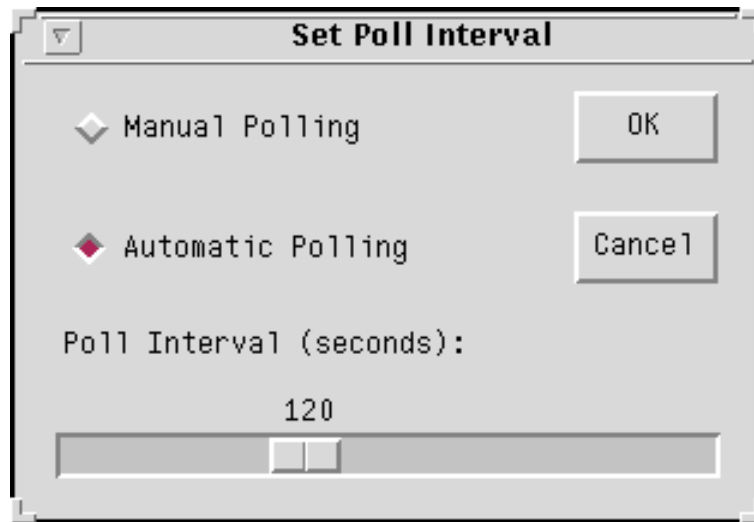 Set Poll Interval
Manual Polling
OK
Automatic Polling
Cancel
Poll Interval (seconds):
120